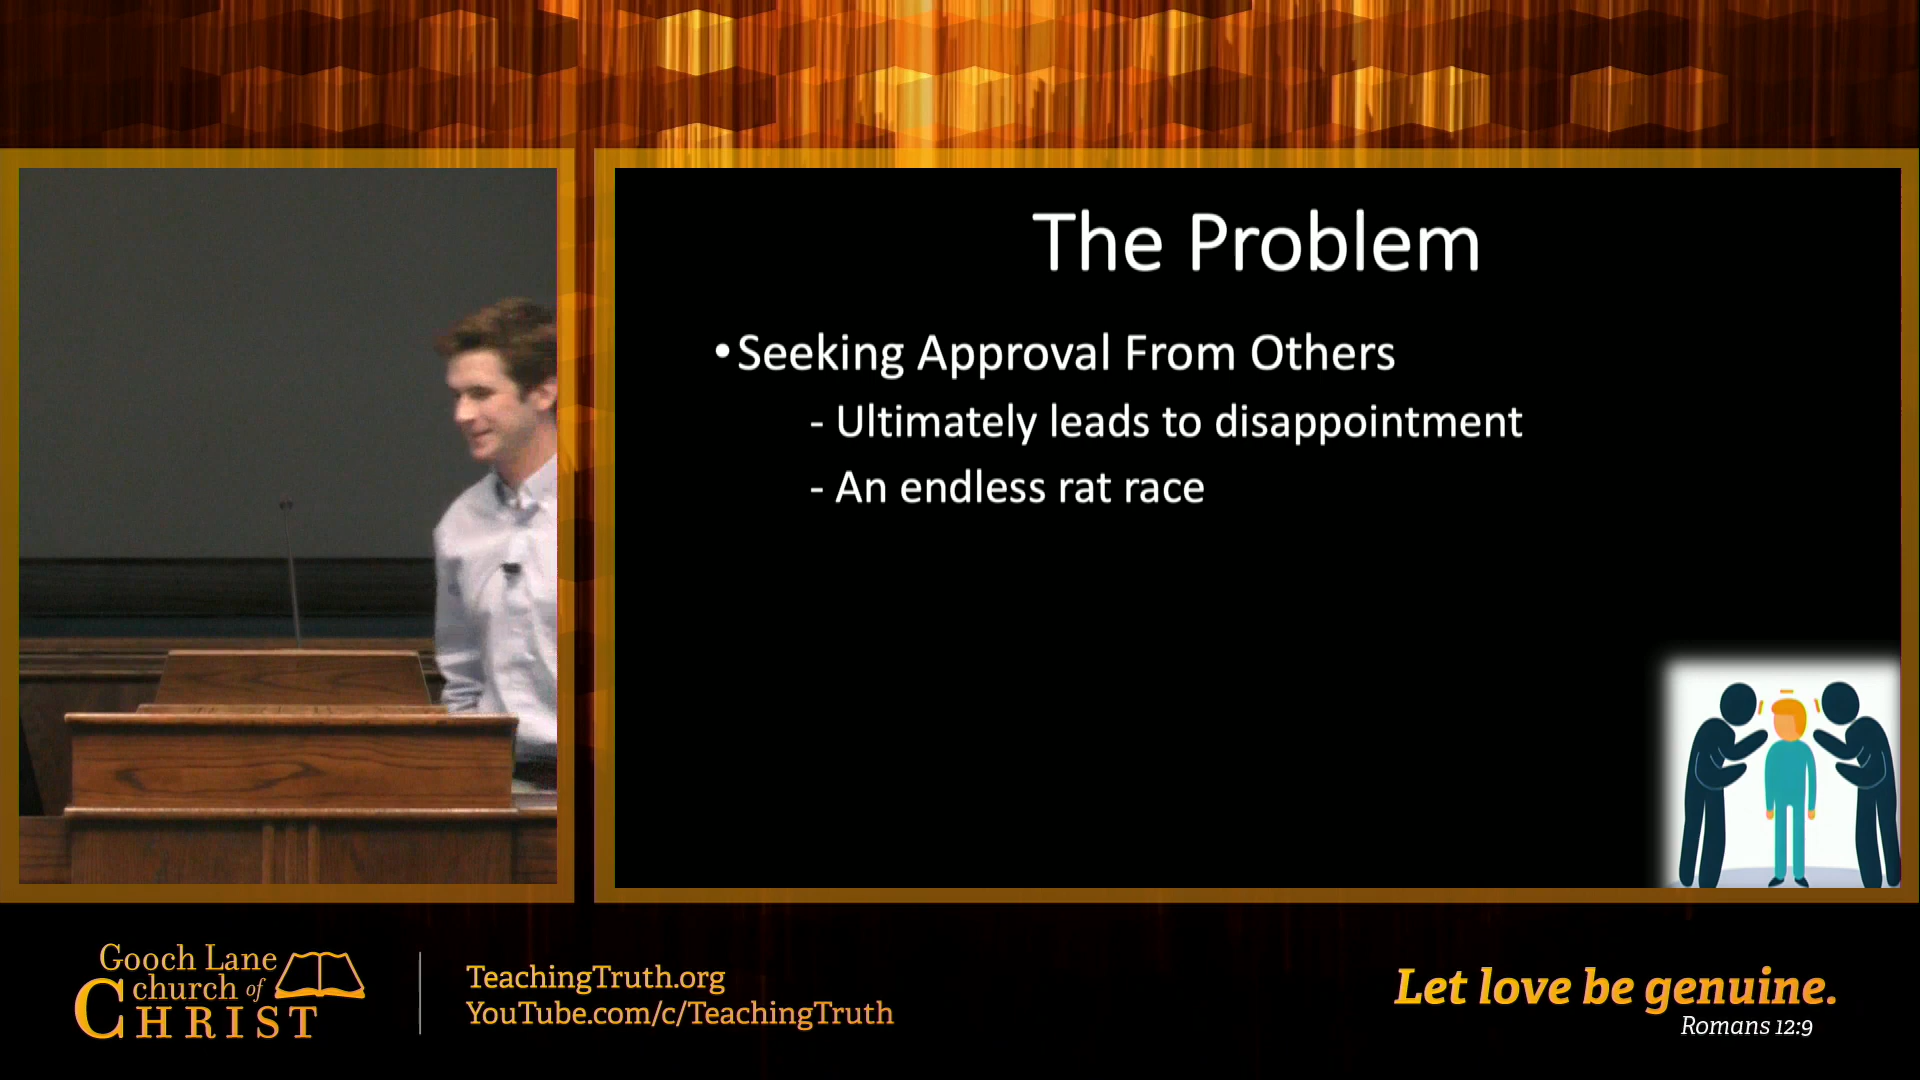 The Problem
•Seeking Approval From Others
- Ultimately leads to disappointment
- An endless rat race
Gooch Lane
church of
CHRIST
TeachingTruth.org
YouTube.com/c/TeachingTruth
Let love be genuine.
Romans 12:9